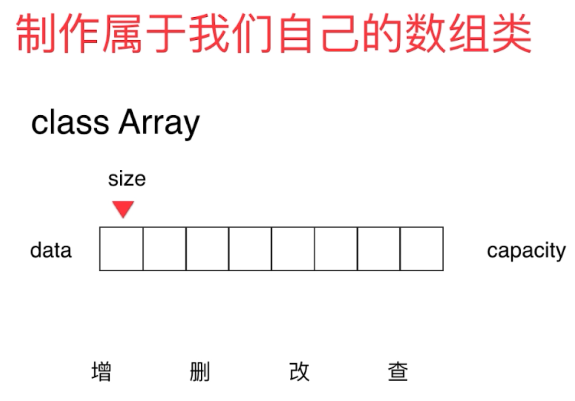 制作属于我们自己的数组类
class Array
size
data capacity
增 删 改 查